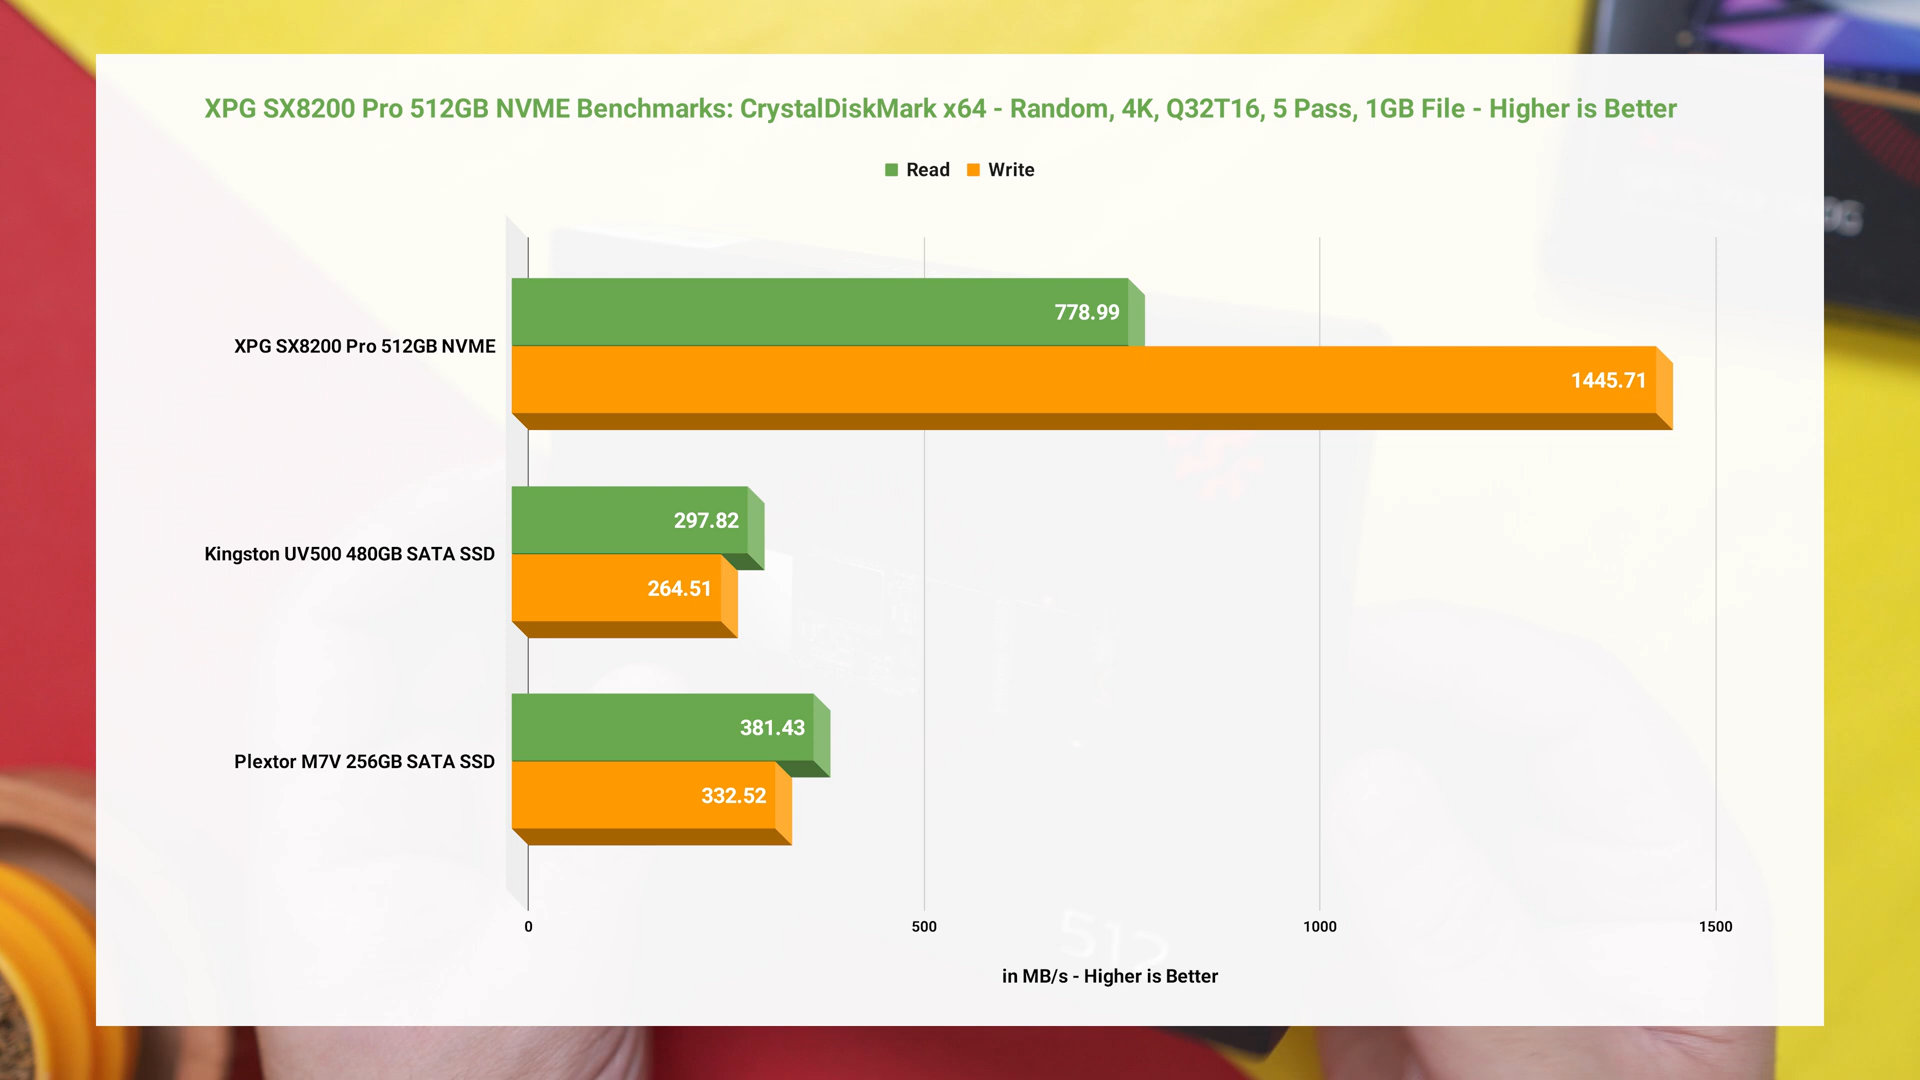 XPG SX8200 Pro 512GB NVME Benchmarks: CrystalDiskMark x64 - Random, 4K, Q32T16, 5 Pass, 1GB File - Higher is Better
Read Write
XPG SX8200 Pro 512GB NVME
778.99
1445.71
Kingston UV500 480GB SATA SSD
297.82
264.51
Plextor M7V 256GB SATA SSD
381.43
332.52
0 500 1000 1500
512
in MB/s - Higher is Better